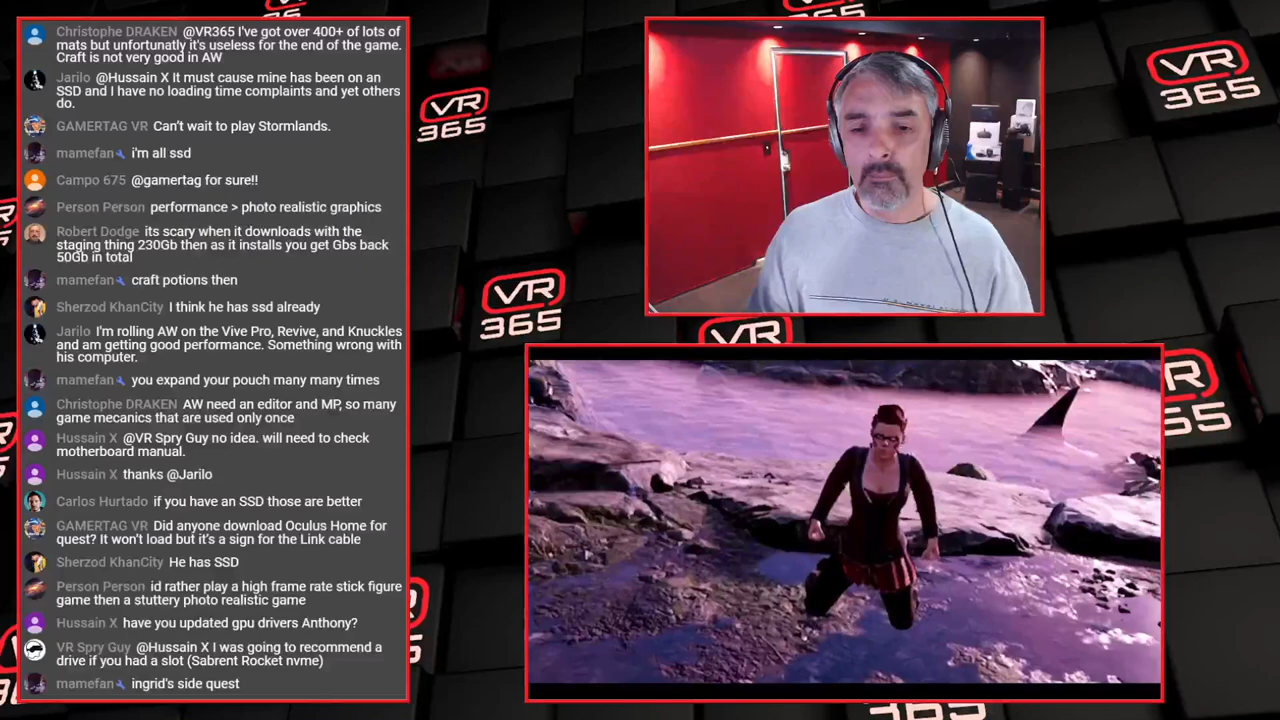 Christophe DRAKEN @VR365 I've got over 400+ of lots of
mats but unfortunatly it's useless for the end of the game.
Craft is not very good in AW
Jarilo @Hussain X It must cause mine has been on an
SSD and I have no loading time complaints and yet others
do.
GAMERTAG VR Can't wait to play Stormlands.
mamefan i'm all ssd
Campo 675 @gamertag for sure!!
Person Person performance > photo realistic graphics
Robert Dodge its scary when it downloads with the
staging thing 230Gb then as it installs you get Gbs back
50Gb in total
mamefan craft potions then
Sherzod KhanCity I think he has ssd already
Jarilo I'm rolling AW on the Vive Pro, Revive, and Knuckles
and am getting good performance. Something wrong with
his computer.
mamefan you expand your pouch many many times
Christophe DRAKEN AW need an editor and MP, so many
game mecanics that are used only once
Hussain X @VR Spry Guy no idea. will need to check
motherboard manual.
Hussain X thanks @Jarilo
Carlos Hurtado if you have an SSD those are better
GAMERTAG VR Did anyone download Oculus Home for
quest? It won't load but it's a sign for the Link cable
Sherzod KhanCity He has SSD
Person Person id rather play a high frame rate stick figure
game then a stuttery photo realistic game
Hussain X have you updated gpu drivers Anthony?
VR Spry Guy @Hussain X I was going to recommend a
drive if you had a slot (Sabrent Rocket nvme)
mamefan ingrid's side quest
VR
365
VR
365
VR
365
VR
365
VR
365